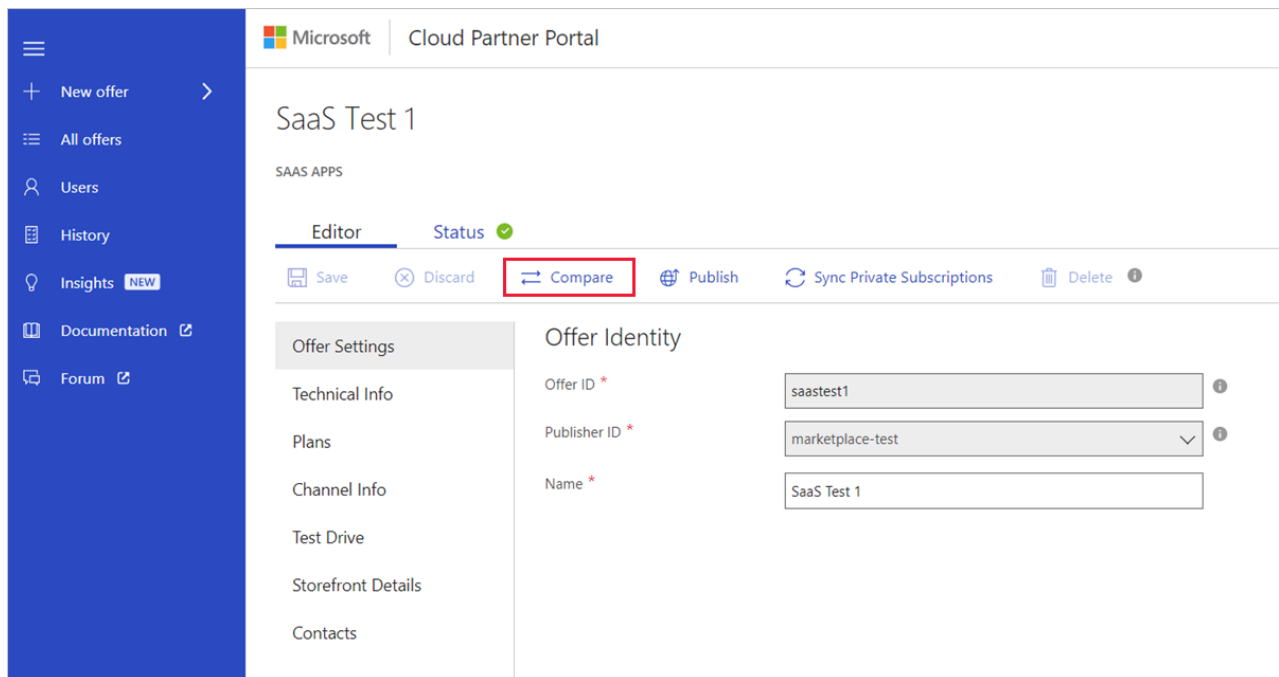 Microsoft Cloud Partner Portal
New offer
All offers
Users
History
Insights NEW
Documentation
Forum
SaaS Test 1
SAAS APPS
Editor Status
Save Discard Compare Publish Sync Private Subscriptions Delete
Offer Settings
Technical Info
Plans
Channel Info
Test Drive
Storefront Details
Contacts
Offer Identity
Offer ID * saastest1
Publisher ID * marketplace-test
Name * SaaS Test 1